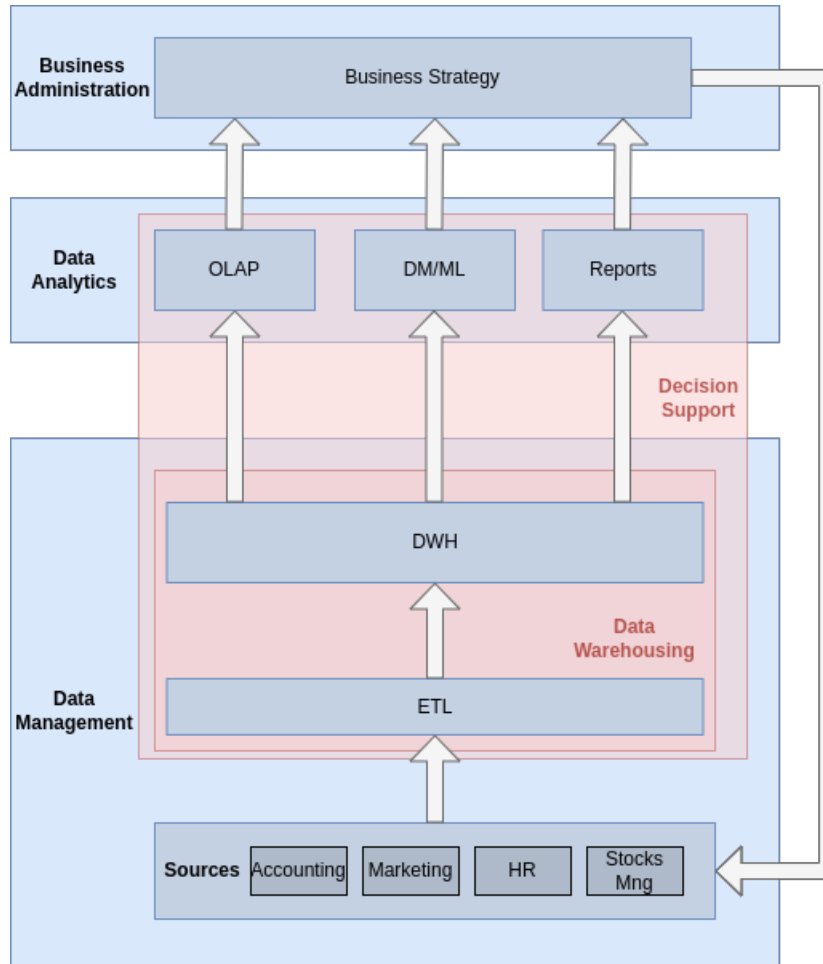 Business
Administration
Business Strategy
Data
Analytics
OLAP
DM/ML
Reports
Decision
Support
DWH
Data
Warehousing
Data
Management
ETL
Sources
Accounting
Marketing
HR
Stocks
Mng